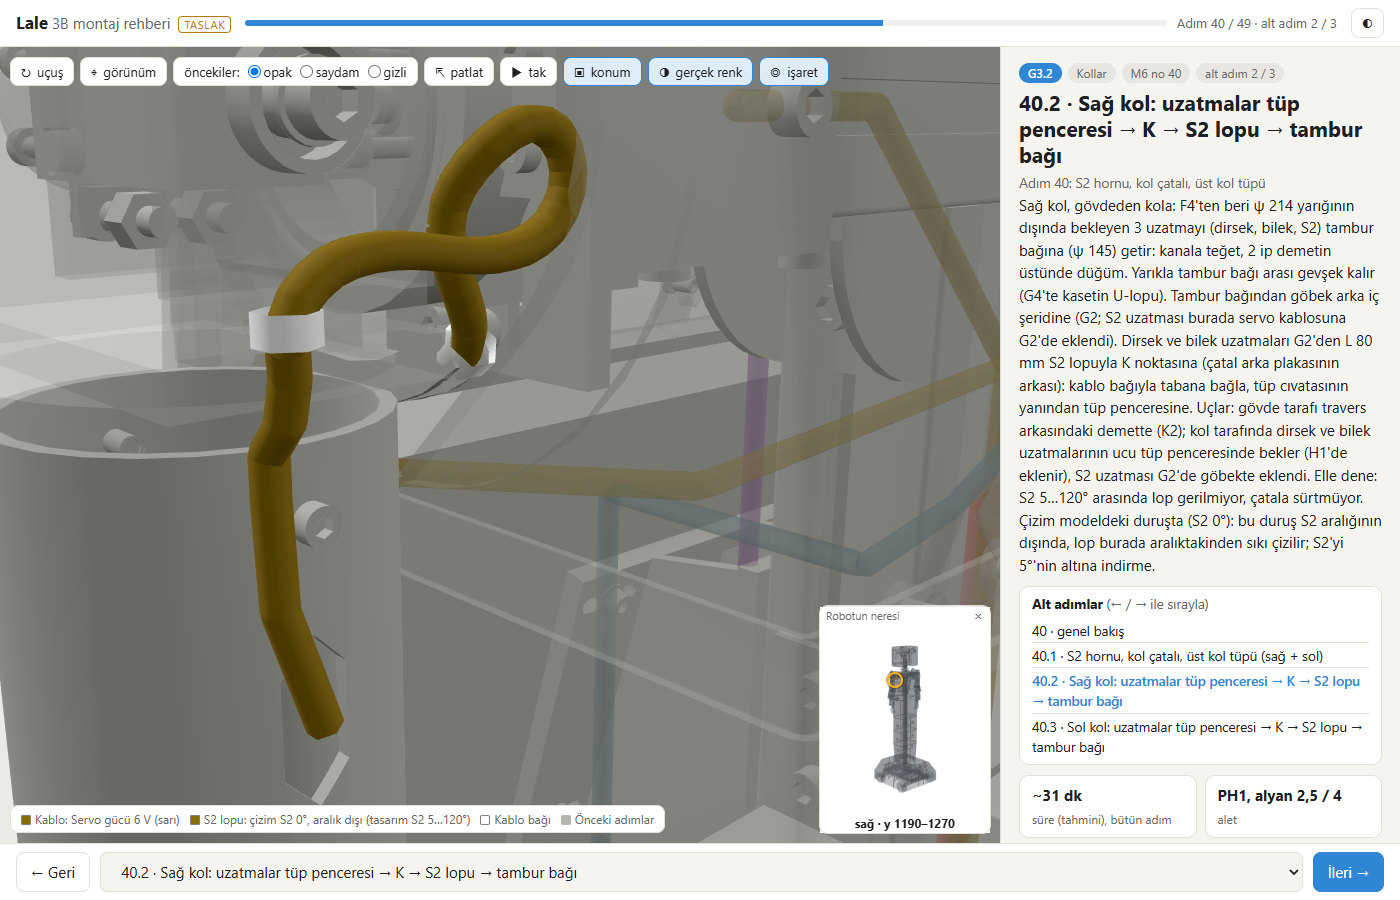 Lale 3B montaj rehberi TASLAK
Adım 40 / 49 · alt adım 2 / 3
↻ uçuş
⌖ görünüm
öncekiler: opak saydam gizli
⇱ patlat
▶ tak
▣ konum
◑ gerçek renk
◎ işaret
G3.2 Kollar M6 no 40 alt adım 2 / 3
40.2 · Sağ kol: uzatmalar tüp
penceresi → K → S2 lopu → tambur
bağı
Adım 40: S2 hornu, kol çatalı, üst kol tüpü
Sağ kol, gövdeden kola: F4'ten beri ψ 214 yarığının
dışında bekleyen 3 uzatmayı (dirsek, bilek, S2) tambur
bağına (ψ 145) getir: kanala teğet, 2 ip demetin
üstünde düğüm. Yarıkla tambur bağı arası gevşek kalır
(G4'te kasetin U-lopu). Tambur bağından göbek arka iç
şeridine (G2; S2 uzatması burada servo kablosuna
G2'de eklendi). Dirsek ve bilek uzatmaları G2'den L 80
mm S2 lopuyla K noktasına (çatal arka plakasının
arkası): kablo bağıyla tabana bağla, tüp cıvatasının
yanından tüp penceresine. Uçlar: gövde tarafı travers
arkasındaki demette (K2); kol tarafında dirsek ve bilek
uzatmalarının ucu tüp penceresinde bekler (H1'de
eklenir), S2 uzatması G2'de göbekte eklendi. Elle dene:
S2 5…120° arasında lop gerilmiyor, çatala sürtmüyor.
Çizim modeldeki duruşta (S2 0°): bu duruş S2 aralığının
dışında, lop burada aralıktakinden sıkı çizilir; S2'yi
5°'nin altına indirme.
Alt adımlar (← / → ile sırayla)
40 · genel bakış
40.1 · S2 hornu, kol çatalı, üst kol tüpü (sağ + sol)
40.2 · Sağ kol: uzatmalar tüp penceresi → K → S2 lopu
→ tambur bağı
40.3 · Sol kol: uzatmalar tüp penceresi → K → S2 lopu →
tambur bağı
~31 dk
süre (tahmini), bütün adım
PH1, alyan 2,5 / 4
alet
Robotun neresi ×
sağ · y 1190–1270
Kablo: Servo gücü 6 V (sarı) S2 lopu: çizim S2 0°, aralık dışı (tasarım S2 5…120°) Kablo bağı Önceki adımlar
← Geri
40.2 · Sağ kol: uzatmalar tüp penceresi → K → S2 lopu → tambur bağı
İleri →